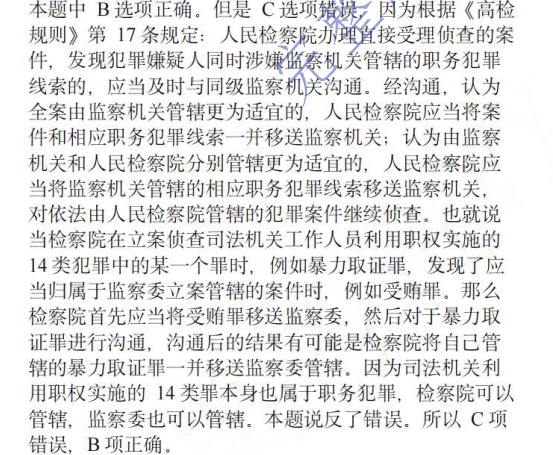 本题中 B 选项正确。但是 C 选项错误，因为根据《高检
规则》第 17 条规定：人民检察院办理直接受理侦查的案
件，发现犯罪嫌疑人同时涉嫌监察机关管辖的职务犯罪
线索的，应当及时与同级监察机关沟通。经沟通，认为
全案由监察机关管辖更为适宜的，人民检察院应当将案
件和相应职务犯罪线索一并移送监察机关；认为由监察
机关和人民检察院分别管辖更为适宜的，人民检察院应
当将监察机关管辖的相应职务犯罪线索移送监察机关，
对依法由人民检察院管辖的犯罪案件继续侦查。也就说
当检察院在立案侦查司法机关工作人员利用职权实施的
14 类犯罪中的某一个罪时，例如暴力取证罪，发现了应
当归属于监察委立案管辖的案件时，例如受贿罪。那么
检察院首先应当将受贿罪移送监察委，然后对于暴力取
证罪进行沟通，沟通后的结果有可能是检察院将自己管
辖的暴力取证罪一并移送监察委管辖。因为司法机关利
用职权实施的 14 类罪本身也属于职务犯罪，检察院可以
管辖，监察委也可以管辖。本题说反了错误。所以 C 项
错误，B 项正确。
完整